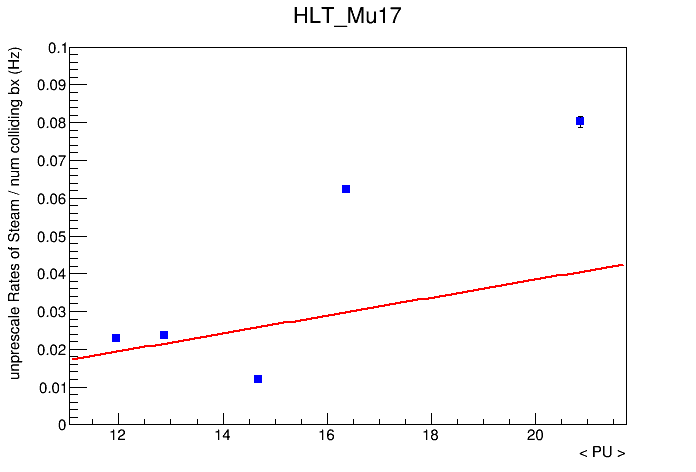 HLT_Mu17
unprescale Rates of Steam / num colliding bx (Hz)
0.1
0.09
0.08
0.07
0.06
0.05
0.04
0.03
0.02
0.01
0
12 14 16 18 20
< PU >